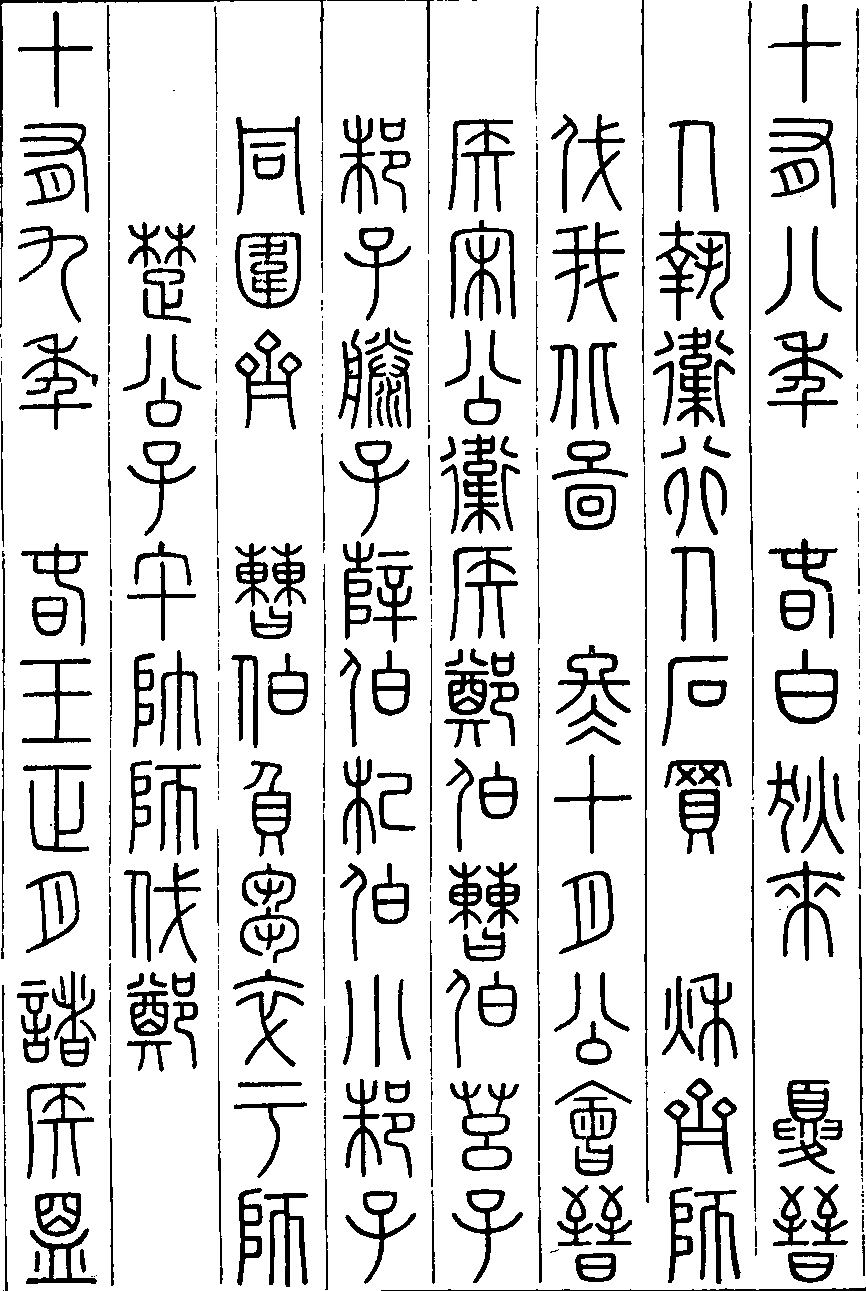 十有八年 春白狄來 夏晉
人執衛行人石買 秋齊師
伐我北啚 冬十月公會晉
侯宋公衛侯鄭伯曹伯莒子
邾子滕子薛伯杞伯小邾子
同圍齊 曹伯負芻卒于師
楚公子午帥師伐鄭
十有九年 春王正月諸侯盟